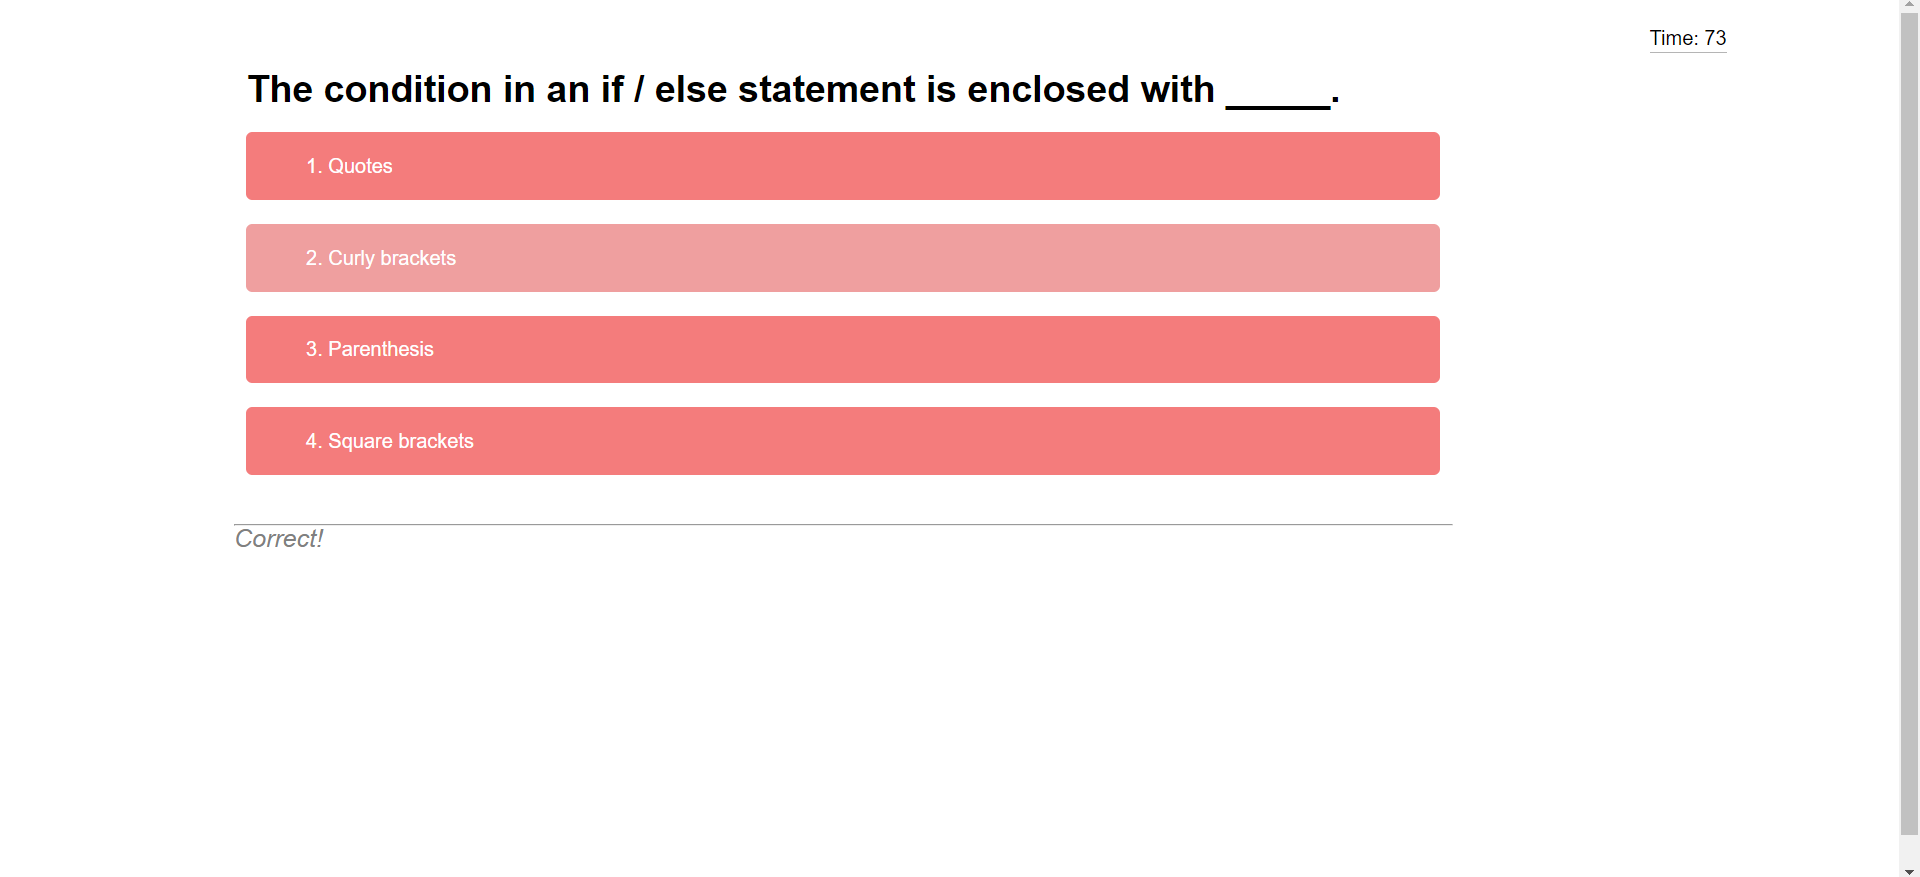 Time: 73
The condition in an if / else statement is enclosed with _____.
1. Quotes
2. Curly brackets
3. Parenthesis
4. Square brackets
Correct!